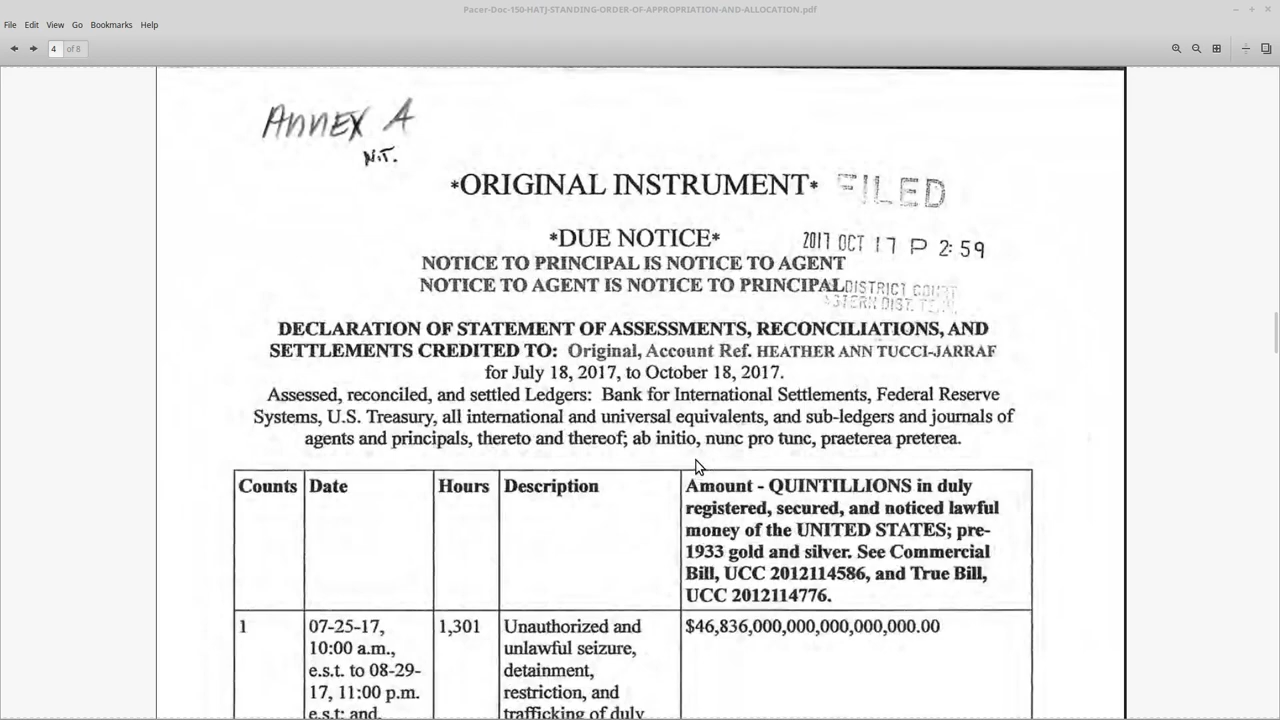 Pacer-Doc-150-HATJ-STANDING-ORDER-OF-APPROPRIATION-AND-ALLOCATION.pdf
File Edit View Go Bookmarks Help
4 of 8
ANNEX A
N.T.
*ORIGINAL INSTRUMENT*
FILED
*DUE NOTICE*
2017 OCT 17 P 2:59
NOTICE TO PRINCIPAL IS NOTICE TO AGENT
NOTICE TO AGENT IS NOTICE TO PRINCIPAL
DISTRICT COURT
DIST.
DECLARATION OF STATEMENT OF ASSESSMENTS, RECONCILIATIONS, AND
SETTLEMENTS CREDITED TO: Original, Account Ref. HEATHER ANN TUCCI-JARRAF
for July 18, 2017, to October 18, 2017.
Assessed, reconciled, and settled Ledgers: Bank for International Settlements, Federal Reserve
Systems, U.S. Treasury, all international and universal equivalents, and sub-ledgers and journals of
agents and principals, thereto and thereof; ab initio, nunc pro tunc, praeterea preterea.
Counts
Date
Hours
Description
Amount - QUINTILLIONS in duly
registered, secured, and noticed lawful
money of the UNITED STATES; pre-
1933 gold and silver. See Commercial
Bill, UCC 2012114586, and True Bill,
UCC 2012114776.
1
07-25-17,
10:00 a.m.,
e.s.t. to 08-29-
17, 11:00 p.m.
e.s.t; and,
1,301
Unauthorized and
unlawful seizure,
detainment,
restriction, and
trafficking of duly
$46,836,000,000,000,000,000.00